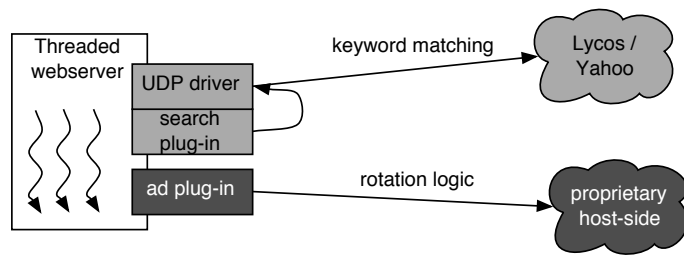 Threaded
webserver
UDP driver
search
plug-in
ad plug-in
keyword matching
rotation logic
Lycos /
Yahoo
proprietary
host-side